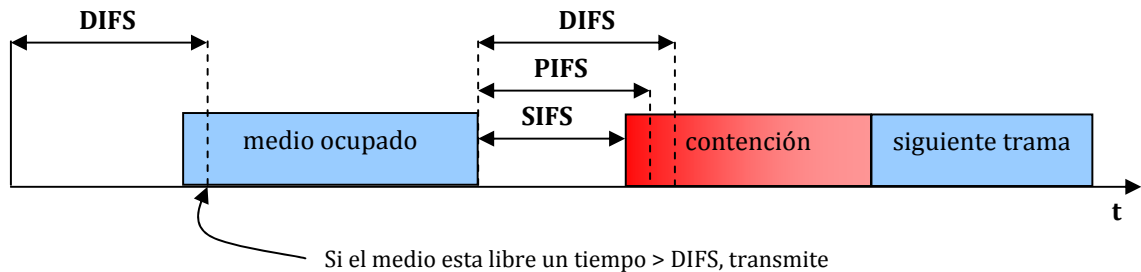 DIFS
DIFS
PIFS
SIFS
medio ocupado
contención
siguiente trama
t
Si el medio esta libre un tiempo > DIFS, transmite